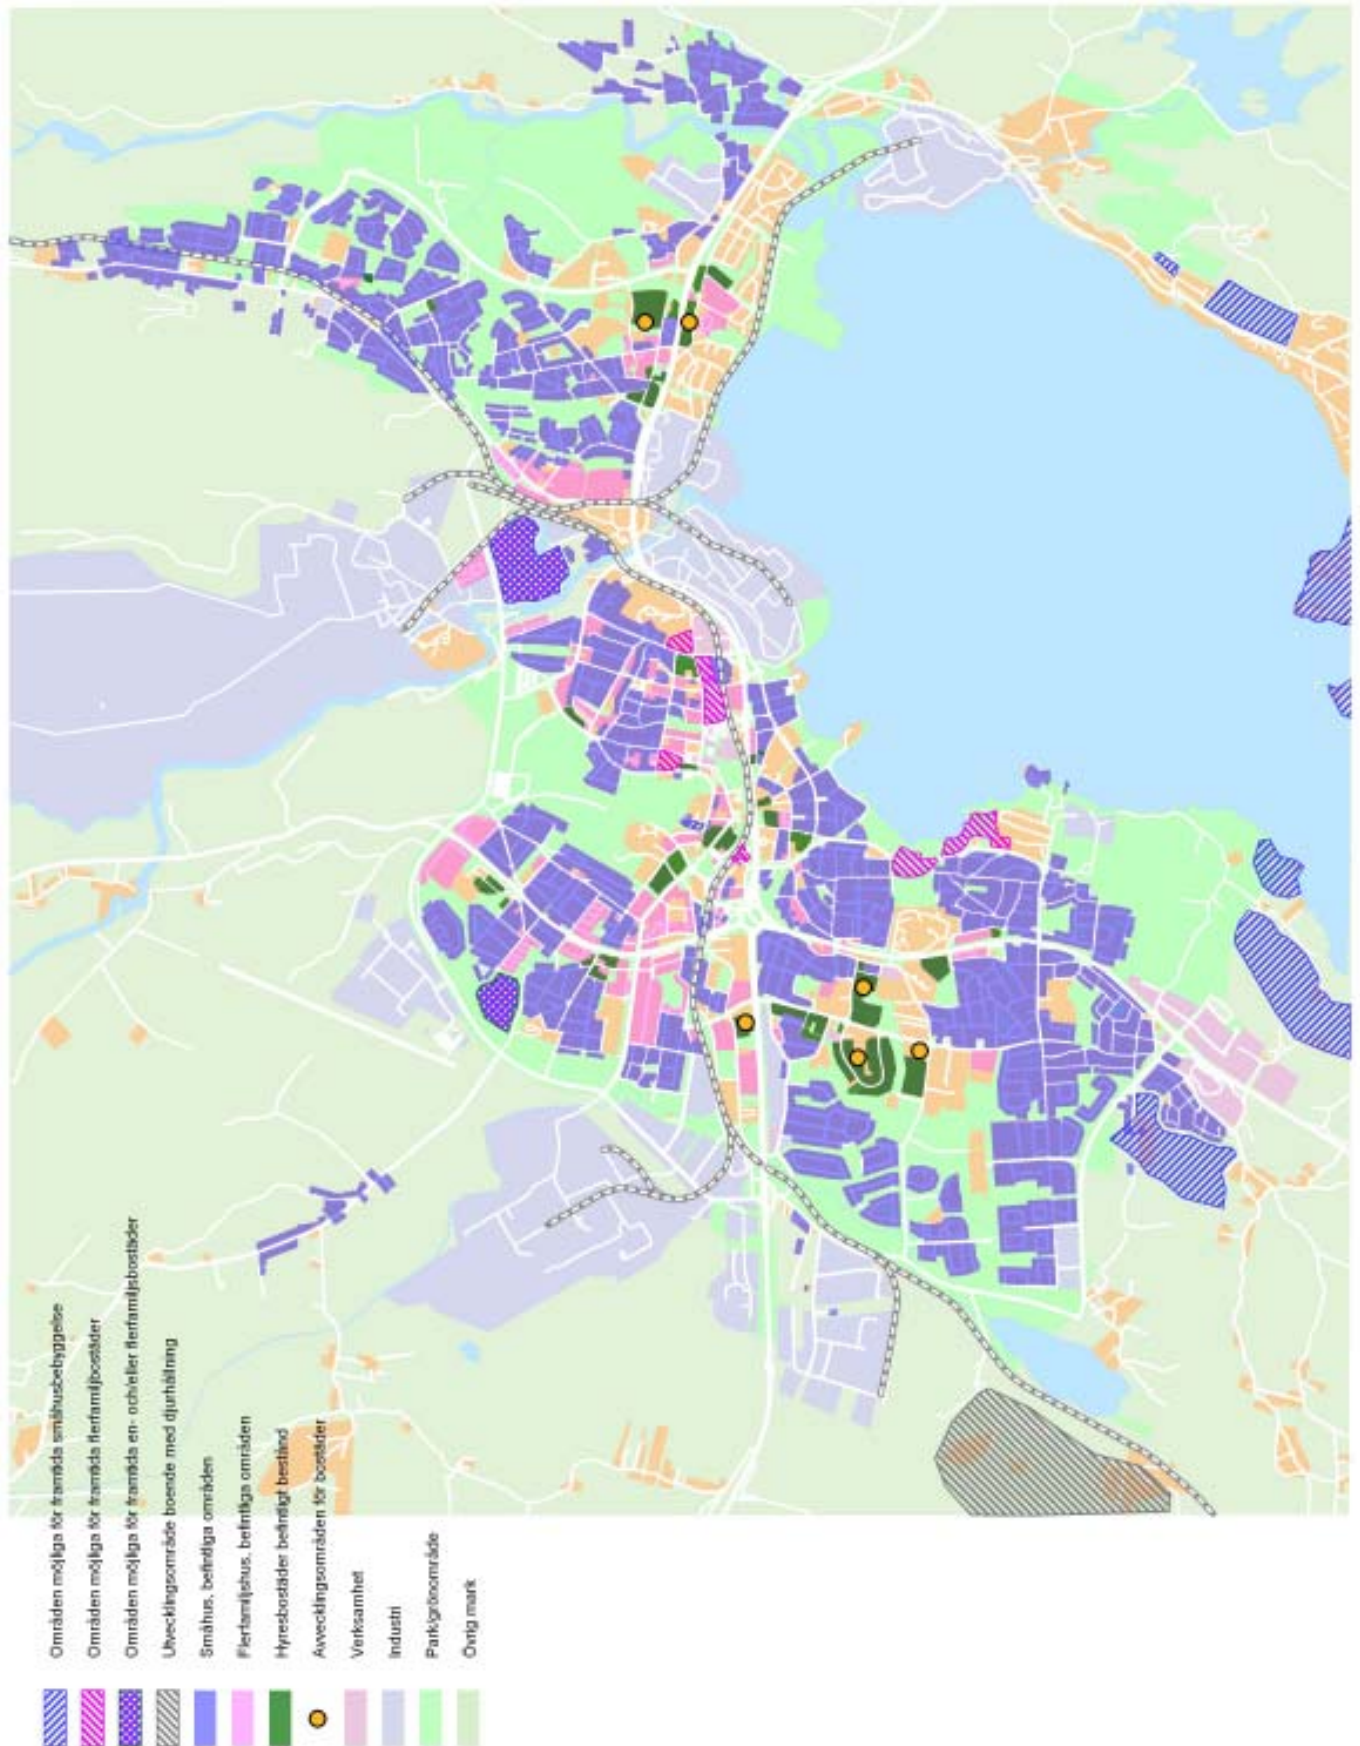 Områden möjliga för framtida småhusbebyggelse
Områden möjliga för framtida flerfamiljbostäder
Områden möjliga för framtida en- och/eller flerfamiljsbostäder
Utvecklingsområde boende med djurhållning
Småhus, befintliga områden
Flerfamiljshus, befintliga områden
Hyresbostäder befintligt bestånd
Avvecklingsområden för bostäder
Verksamhet
Industri
Park/grönområde
Övrig mark